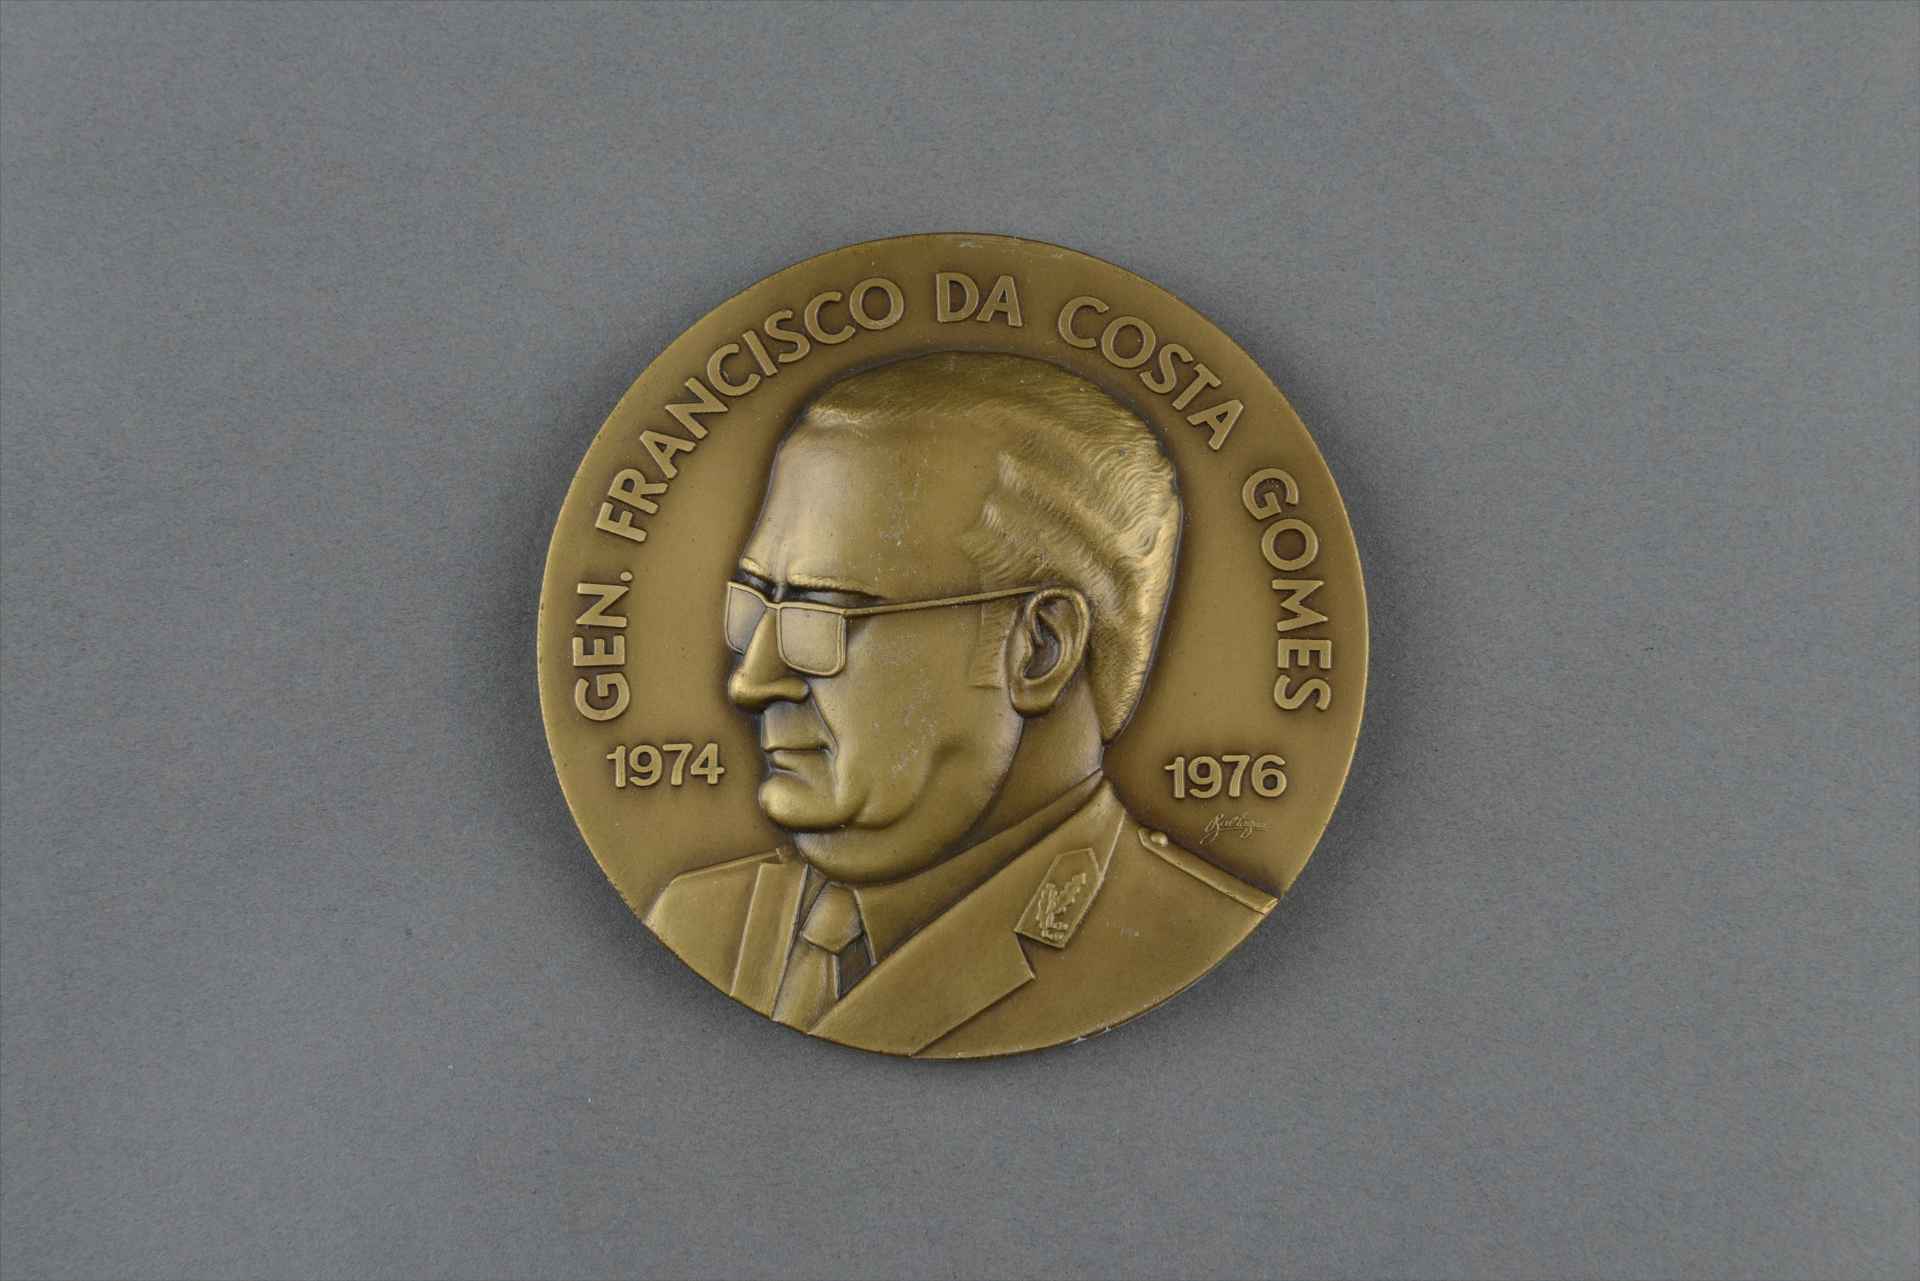 GEN. FRANCISCO DA COSTA GOMES
1974
1976